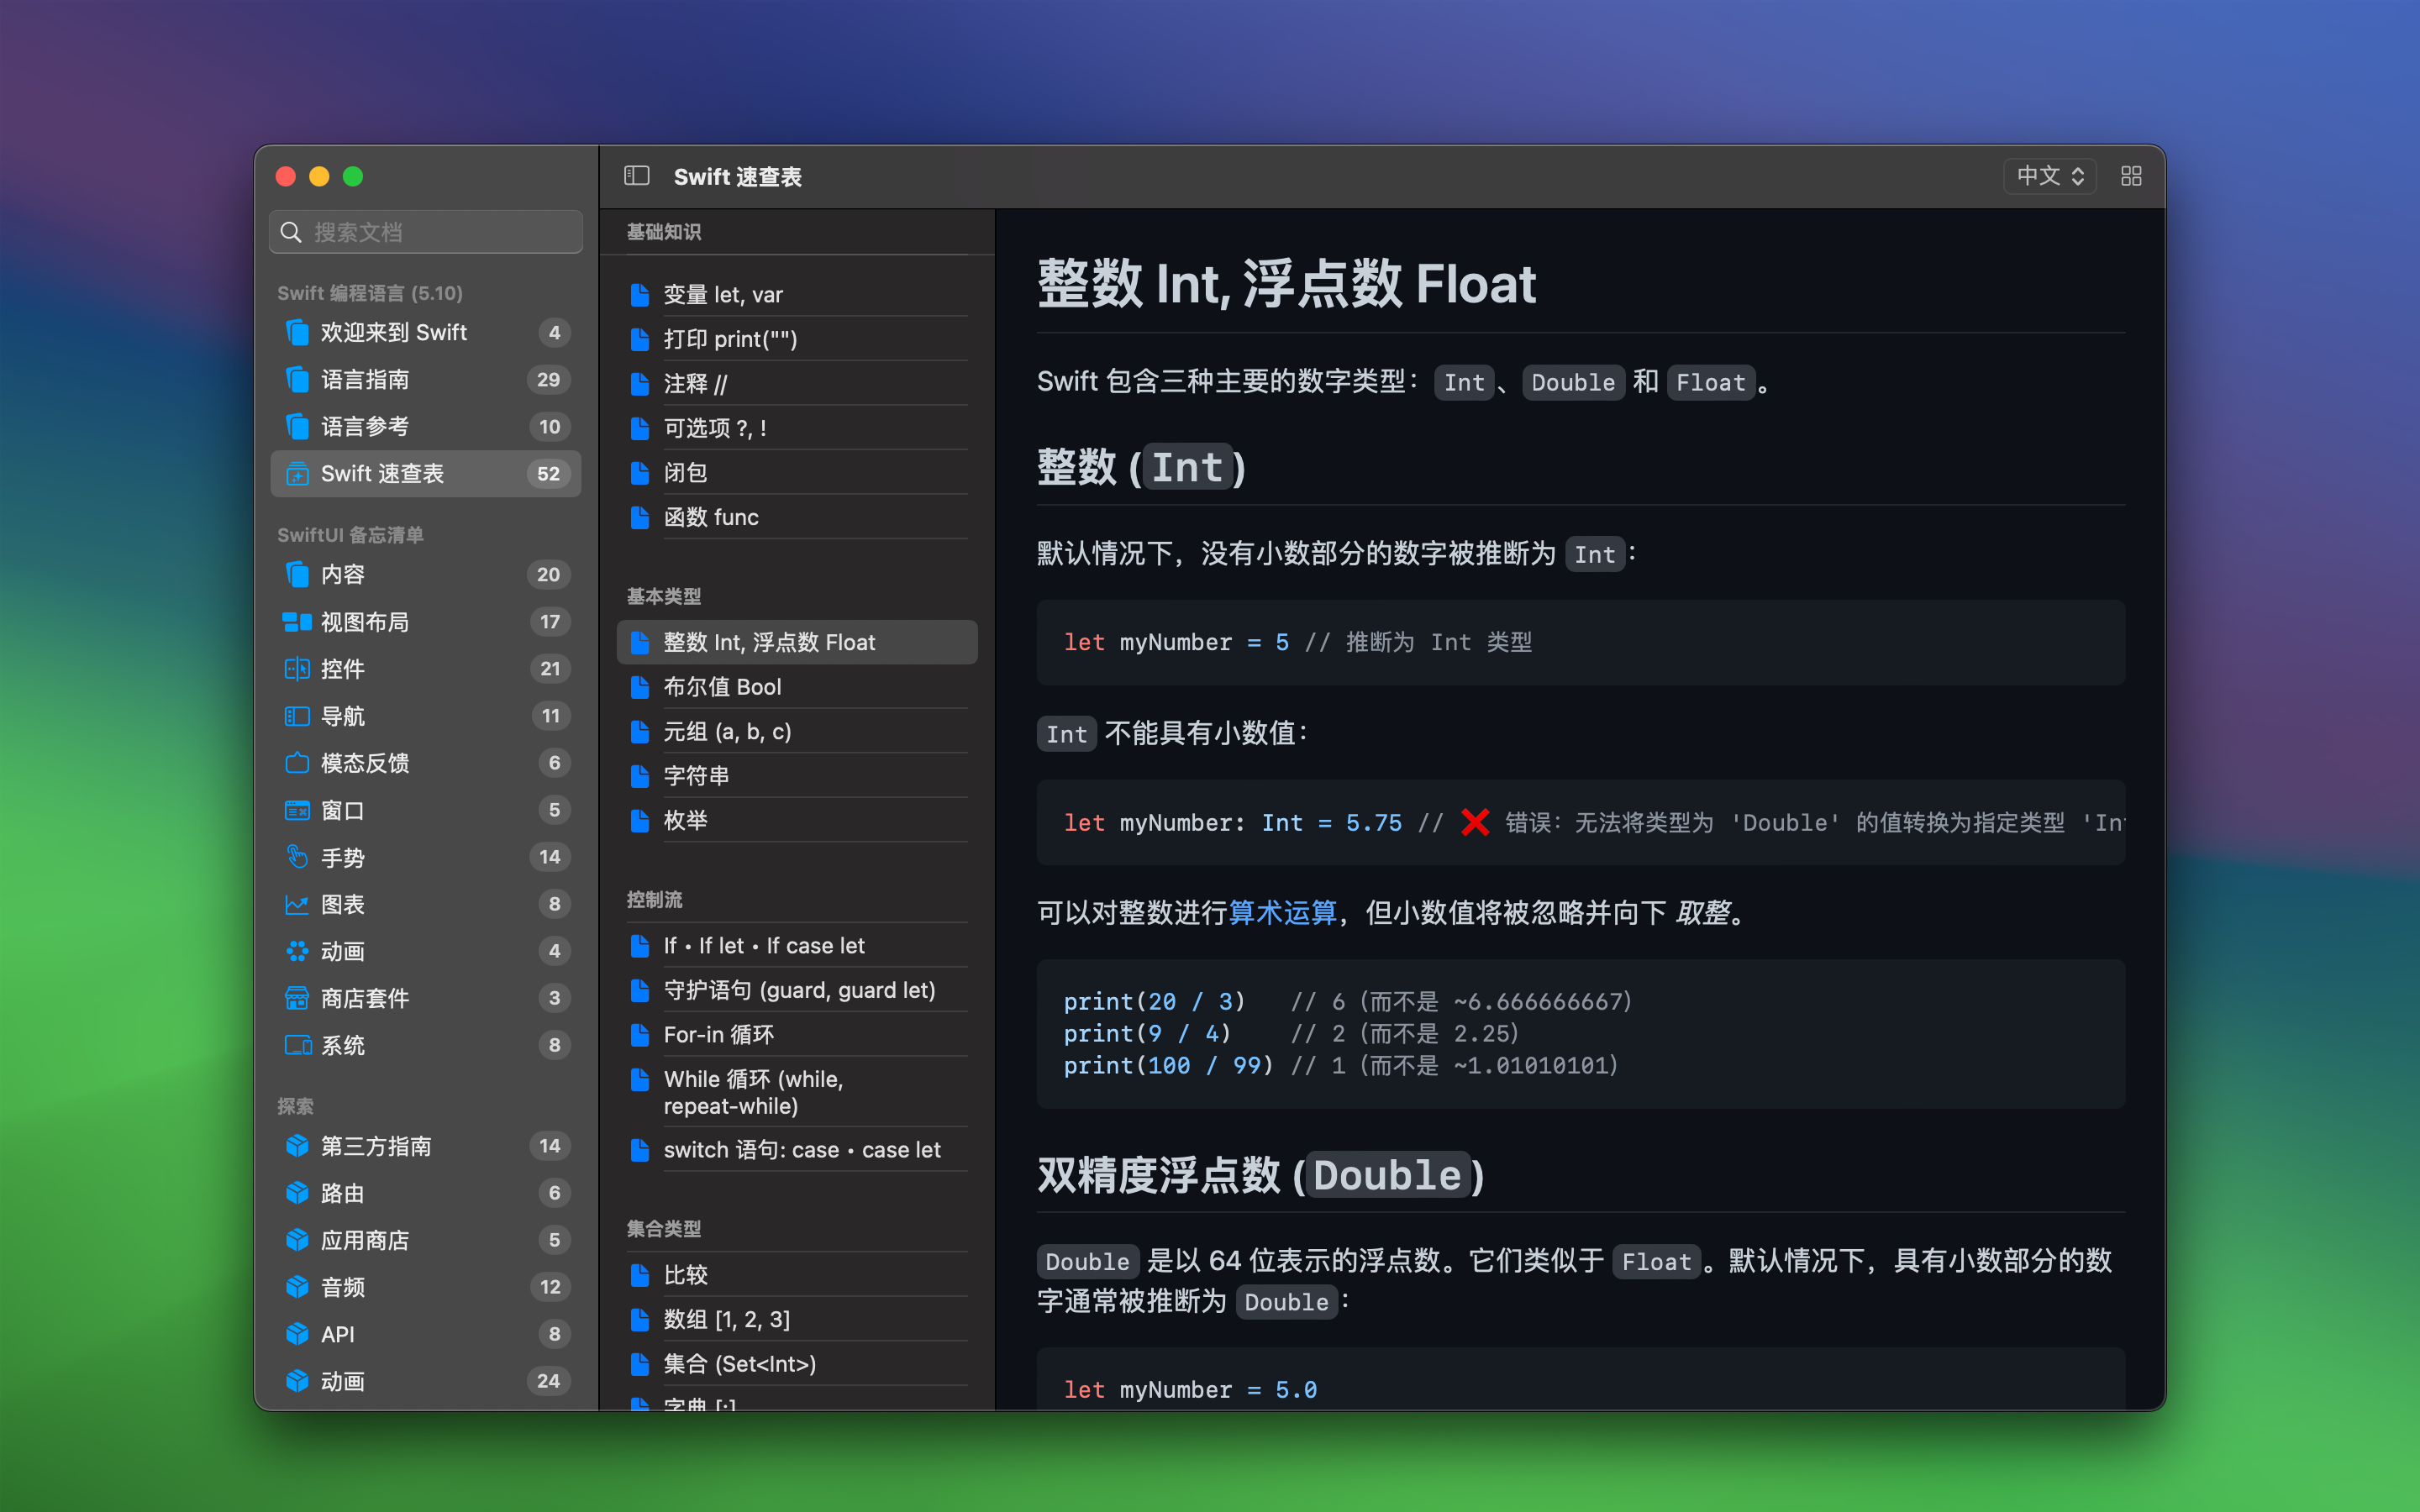 Swift 速查表
中文
搜索文档
Swift 编程语言 (5.10)
欢迎来到 Swift 4
语言指南 29
语言参考 10
Swift 速查表 52
SwiftUI 备忘清单
内容 20
视图布局 17
控件 21
导航 11
模态反馈 6
窗口 5
手势 14
图表 8
动画 4
商店套件 3
系统 8
探索
第三方指南 14
路由 6
应用商店 5
音频 12
API 8
动画 24
基础知识
变量 let, var
打印 print("")
注释 //
可选项 ?, !
闭包
函数 func
基本类型
整数 Int, 浮点数 Float
布尔值 Bool
元组 (a, b, c)
字符串
枚举
控制流
If • If let • If case let
守护语句 (guard, guard let)
For-in 循环
While 循环 (while,
repeat-while)
switch 语句: case • case let
集合类型
比较
数组 [1, 2, 3]
集合 (Set<Int>)
字典 [:]
整数 Int, 浮点数 Float
Swift 包含三种主要的数字类型：Int、Double 和 Float。
整数 (Int)
默认情况下，没有小数部分的数字被推断为 Int：
let myNumber = 5 // 推断为 Int 类型
Int 不能具有小数值：
let myNumber: Int = 5.75 // ❌ 错误：无法将类型为 'Double' 的值转换为指定类型 'In
可以对整数进行算术运算，但小数值将被忽略并向下 取整。
print(20 / 3)   // 6（而不是 ~6.666666667）
print(9 / 4)    // 2（而不是 2.25）
print(100 / 99) // 1（而不是 ~1.01010101）
双精度浮点数 (Double)
Double 是以 64 位表示的浮点数。它们类似于 Float。默认情况下，具有小数部分的数
字通常被推断为 Double：
let myNumber = 5.0